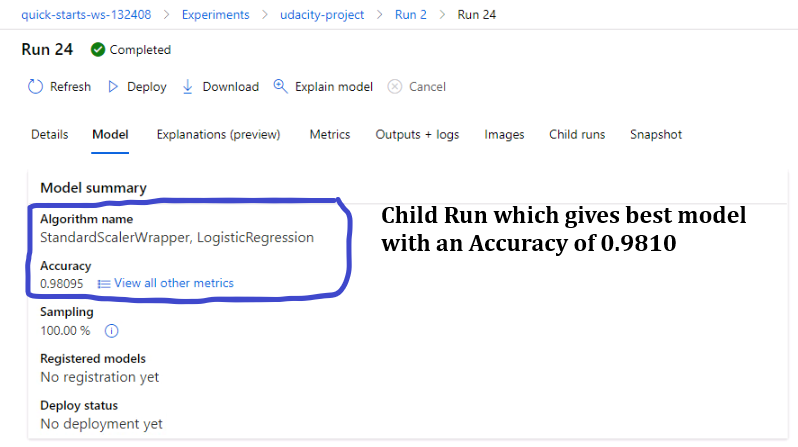 quick-starts-ws-132408 > Experiments > udacity-project > Run 2 > Run 24
Run 24 Completed
Refresh Deploy Download Explain model Cancel
Details Model Explanations (preview) Metrics Outputs + logs Images Child runs Snapshot
Model summary
Algorithm name
StandardScalerWrapper, LogisticRegression
Child Run which gives best model
with an Accuracy of 0.9810
Accuracy
0.98095 View all other metrics
Sampling
100.00 %
Registered models
No registration yet
Deploy status
No deployment yet